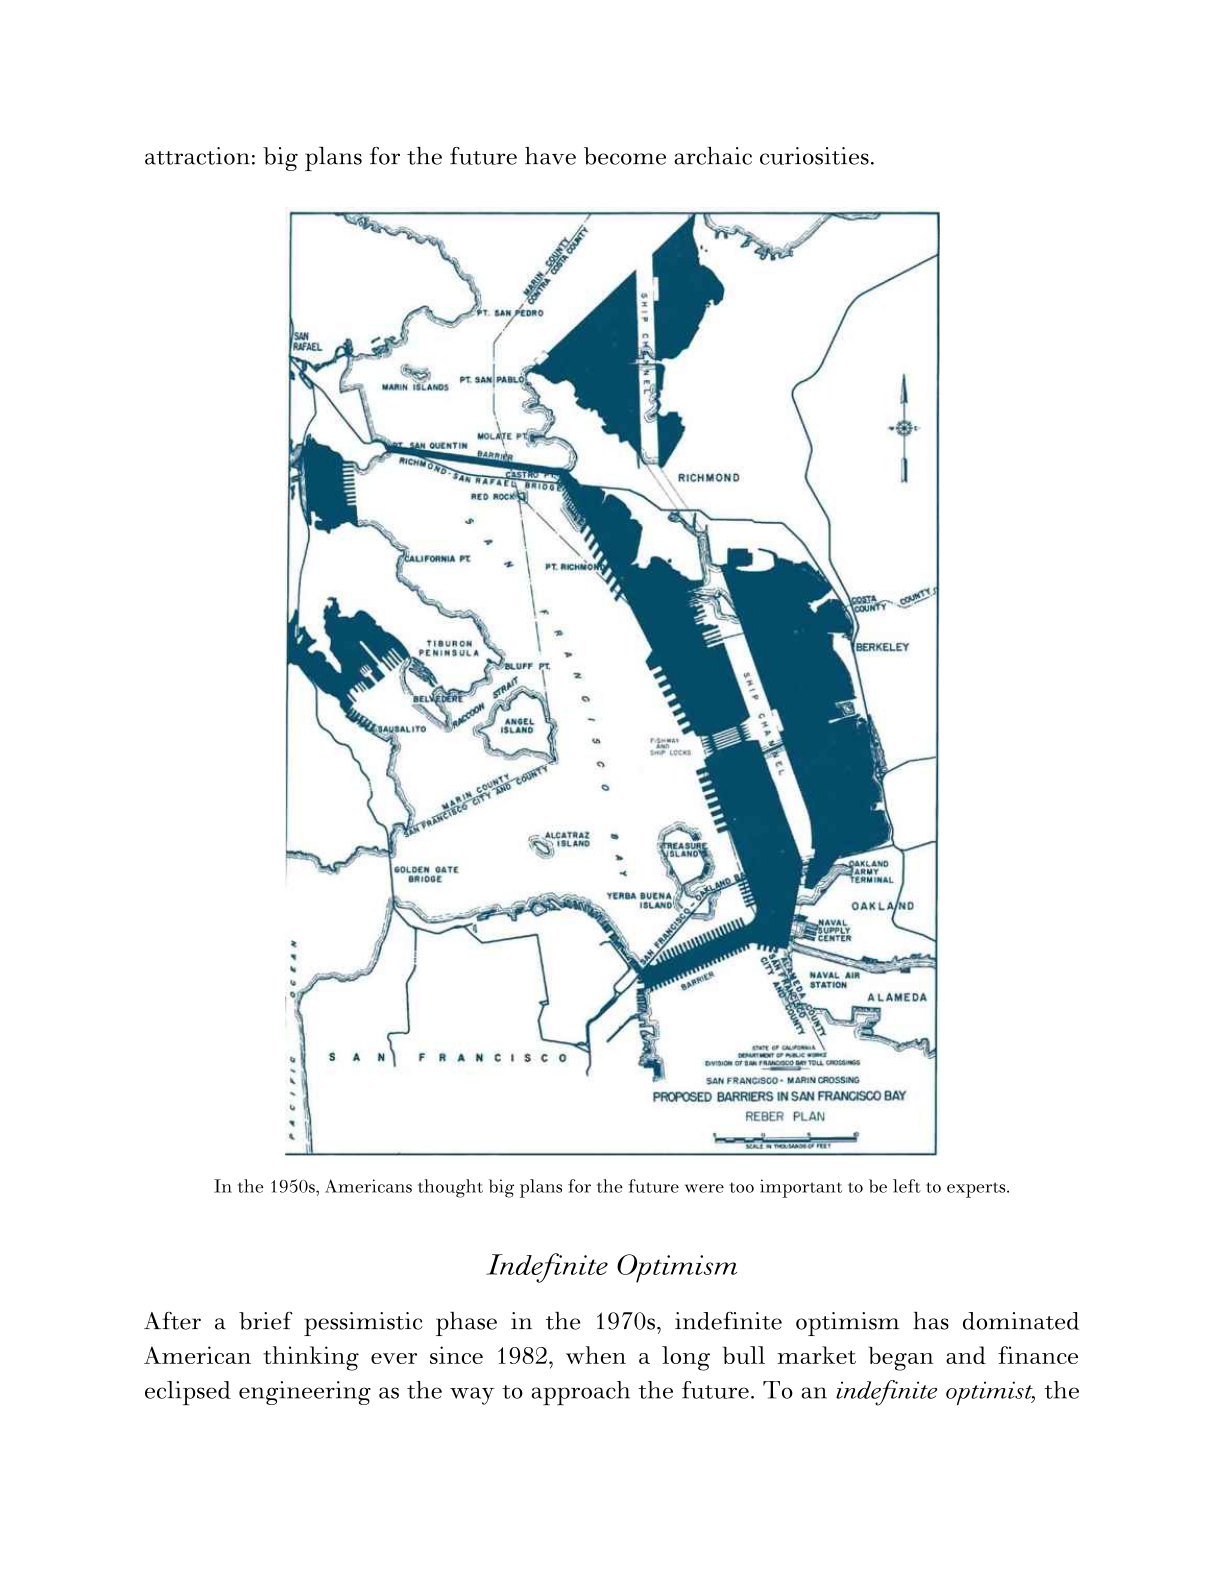 attraction: big plans for the future have become archaic curiosities.
MARIN COUNTY
CONTRA COSTA COUNTY
SHIP CHANNEL
PT. SAN PEDRO
SAN
RAFAEL
MARIN ISLANDS
PT. SAN PABLO
MOLATE PT.
PT. SAN QUENTIN
BARRIER
CASTRO PT.
RICHMOND-SAN RAFAEL BRIDGE
RED ROCK
RICHMOND
SAN FRANCISCO BAY
CALIFORNIA PT.
PT. RICHMOND
COSTA COUNTY
COUNTY
BERKELEY
TIBURON
PENINSULA
BLUFF PT.
BELVEDERE
RACCOON STRAIT
ANGEL
ISLAND
SAUSALITO
SHIP CHANNEL
FISHWAY
AND
SHIP LOCKS
MARIN COUNTY
SAN FRANCISCO CITY AND COUNTY
ALCATRAZ
ISLAND
TREASURE
ISLAND
GOLDEN GATE
BRIDGE
YERBA BUENA
ISLAND
SAN FRANCISCO - OAKLAND BAY
OAKLAND
ARMY
TERMINAL
OAKLAND
NAVAL
SUPPLY
CENTER
BARRIER
ALAMEDA COUNTY
SAN FRANCISCO
CITY AND COUNTY
NAVAL AIR
STATION
ALAMEDA
PACIFIC OCEAN
SAN FRANCISCO
STATE OF CALIFORNIA
DEPARTMENT OF PUBLIC WORKS
DIVISION OF SAN FRANCISCO BAY TOLL CROSSINGS
SAN FRANCISCO - MARIN CROSSING
PROPOSED BARRIERS IN SAN FRANCISCO BAY
REBER PLAN
SCALE IN THOUSANDS OF FEET
In the 1950s, Americans thought big plans for the future were too important to be left to experts.
Indefinite Optimism
After a brief pessimistic phase in the 1970s, indefinite optimism has dominated
American thinking ever since 1982, when a long bull market began and finance
eclipsed engineering as the way to approach the future. To an indefinite optimist, the